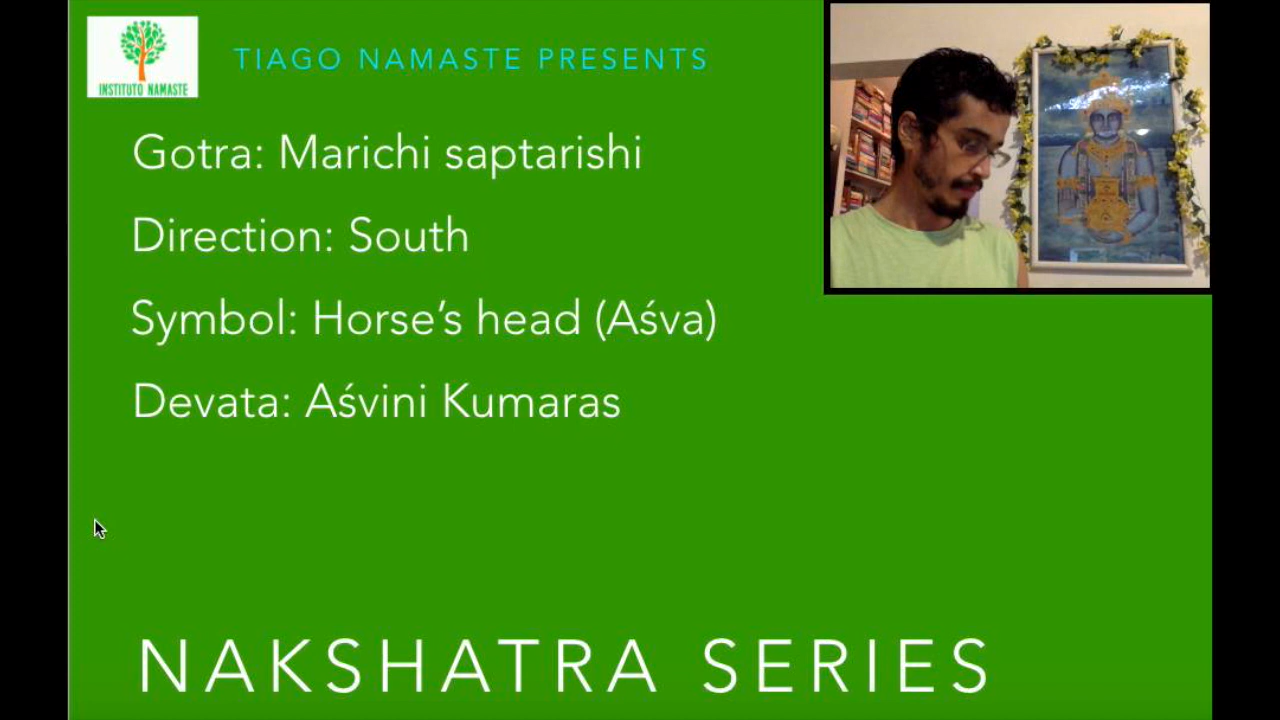 INSTITUTO NAMASTE
TIAGO NAMASTE PRESENTS
Gotra: Marichi saptarishi
Direction: South
Symbol: Horse’s head (Aśva)
Devata: Aśvini Kumaras
NAKSHATRA SERIES